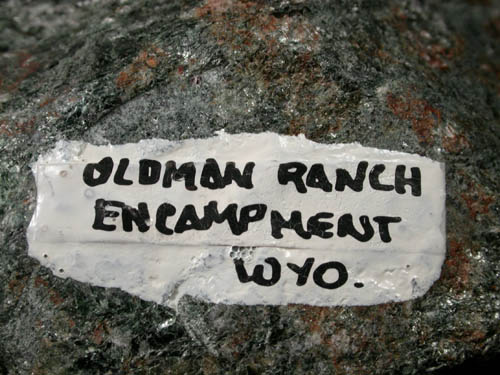 OLDMAN RANCH
ENCAMPMENT
WYO.